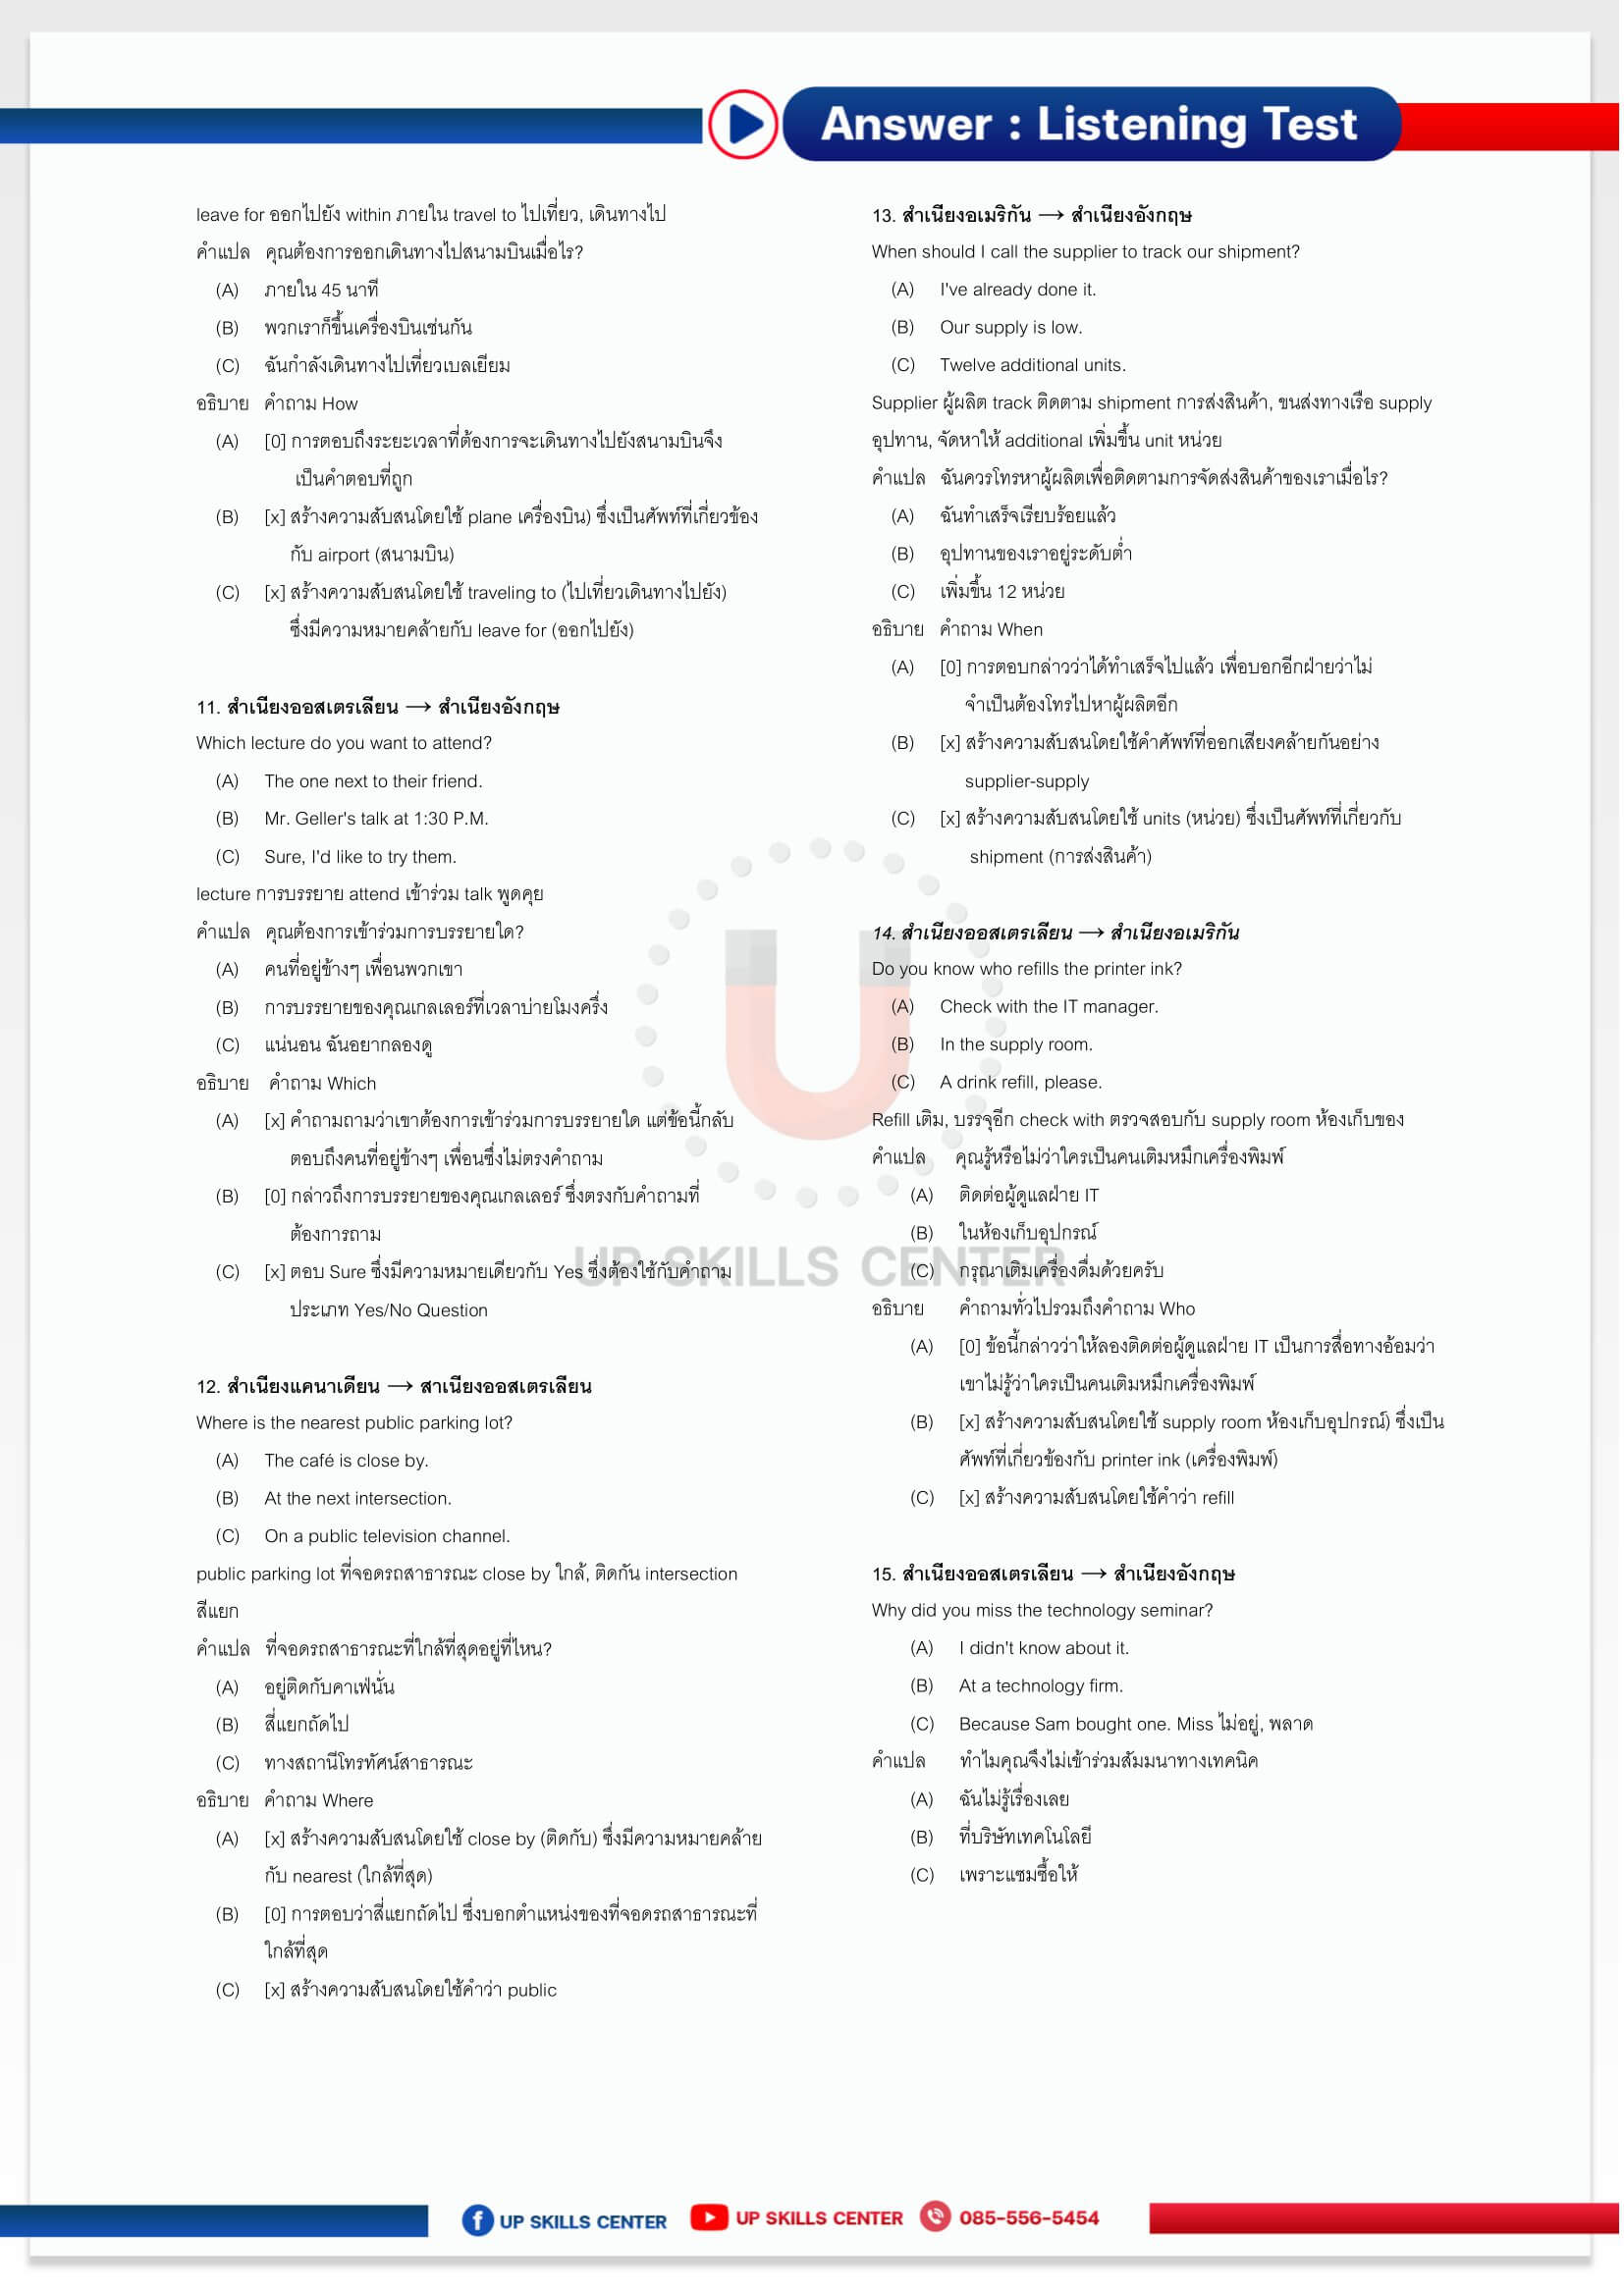 Answer : Listening Test
leave for ออกไปยัง within ภายใน travel to ไปเที่ยว, เดินทางไป
คำแปล คุณต้องการออกเดินทางไปสนามบินเมื่อไร?
(A) ภายใน 45 นาที
(B) พวกเราก็ขึ้นเครื่องบินเช่นกัน
(C) ฉันกำลังเดินทางไปเที่ยวเบลเยียม
อธิบาย คำถาม How
(A) [0] การตอบถึงระยะเวลาที่ต้องการจะเดินทางไปยังสนามบินจึง
เป็นคำตอบที่ถูก
(B) [x] สร้างความสับสนโดยใช้ plane เครื่องบิน) ซึ่งเป็นศัพท์ที่เกี่ยวข้อง
กับ airport (สนามบิน)
(C) [x] สร้างความสับสนโดยใช้ traveling to (ไปเที่ยวเดินทางไปยัง)
ซึ่งมีความหมายคล้ายกับ leave for (ออกไปยัง)
11. สำเนียงออสเตรเลียน → สำเนียงอังกฤษ
Which lecture do you want to attend?
(A) The one next to their friend.
(B) Mr. Geller's talk at 1:30 P.M.
(C) Sure, I'd like to try them.
lecture การบรรยาย attend เข้าร่วม talk พูดคุย
คำแปล คุณต้องการเข้าร่วมการบรรยายใด?
(A) คนที่อยู่ข้างๆ เพื่อนพวกเขา
(B) การบรรยายของคุณเกลเลอร์ที่เวลาบ่ายโมงครึ่ง
(C) แน่นอน ฉันอยากลองดู
อธิบาย คำถาม Which
(A) [x] คำถามถามว่าเขาต้องการเข้าร่วมการบรรยายใด แต่ข้อนี้กลับ
ตอบถึงคนที่อยู่ข้างๆ เพื่อนซึ่งไม่ตรงคำถาม
(B) [0] กล่าวถึงการบรรยายของคุณเกลเลอร์ ซึ่งตรงกับคำถามที่
ต้องการถาม
(C) [x] ตอบ Sure ซึ่งมีความหมายเดียวกับ Yes ซึ่งต้องใช้กับคำถาม
ประเภท Yes/No Question
12. สำเนียงแคนาเดียน → สาเนียงออสเตรเลียน
Where is the nearest public parking lot?
(A) The café is close by.
(B) At the next intersection.
(C) On a public television channel.
public parking lot ที่จอดรถสาธารณะ close by ใกล้, ติดกัน intersection
สี่แยก
คำแปล ที่จอดรถสาธารณะที่ใกล้ที่สุดอยู่ที่ไหน?
(A) อยู่ติดกับคาเฟ่นั่น
(B) สี่แยกถัดไป
(C) ทางสถานีโทรทัศน์สาธารณะ
อธิบาย คำถาม Where
(A) [x] สร้างความสับสนโดยใช้ close by (ติดกับ) ซึ่งมีความหมายคล้าย
กับ nearest (ใกล้ที่สุด)
(B) [0] การตอบว่าสี่แยกถัดไป ซึ่งบอกตำแหน่งของที่จอดรถสาธารณะที่
ใกล้ที่สุด
(C) [x] สร้างความสับสนโดยใช้คำว่า public
13. สำเนียงอเมริกัน → สำเนียงอังกฤษ
When should I call the supplier to track our shipment?
(A) I've already done it.
(B) Our supply is low.
(C) Twelve additional units.
Supplier ผู้ผลิต track ติดตาม shipment การส่งสินค้า, ขนส่งทางเรือ supply
อุปทาน, จัดหาให้ additional เพิ่มขึ้น unit หน่วย
คำแปล ฉันควรโทรหาผู้ผลิตเพื่อติดตามการจัดส่งสินค้าของเราเมื่อไร?
(A) ฉันทำเสร็จเรียบร้อยแล้ว
(B) อุปทานของเราอยู่ระดับต่ำ
(C) เพิ่มขึ้น 12 หน่วย
อธิบาย คำถาม When
(A) [0] การตอบกล่าวว่าได้ทำเสร็จไปแล้ว เพื่อบอกอีกฝ่ายว่าไม่
จำเป็นต้องโทรไปหาผู้ผลิตอีก
(B) [x] สร้างความสับสนโดยใช้คำศัพท์ที่ออกเสียงคล้ายกันอย่าง
supplier-supply
(C) [x] สร้างความสับสนโดยใช้ units (หน่วย) ซึ่งเป็นศัพท์ที่เกี่ยวกับ
shipment (การส่งสินค้า)
14. สำเนียงออสเตรเลียน → สำเนียงอเมริกัน
Do you know who refills the printer ink?
(A) Check with the IT manager.
(B) In the supply room.
(C) A drink refill, please.
Refill เติม, บรรจุอีก check with ตรวจสอบกับ supply room ห้องเก็บของ
คำแปล คุณรู้หรือไม่ว่าใครเป็นคนเติมหมึกเครื่องพิมพ์
(A) ติดต่อผู้ดูแลฝ่าย IT
(B) ในห้องเก็บอุปกรณ์
(C) กรุณาเติมเครื่องดื่มด้วยครับ
อธิบาย คำถามทั่วไปรวมถึงคำถาม Who
(A) [0] ข้อนี้กล่าวว่าให้ลองติดต่อผู้ดูแลฝ่าย IT เป็นการสื่อทางอ้อมว่า
เขาไม่รู้ว่าใครเป็นคนเติมหมึกเครื่องพิมพ์
(B) [x] สร้างความสับสนโดยใช้ supply room ห้องเก็บอุปกรณ์) ซึ่งเป็น
ศัพท์ที่เกี่ยวข้องกับ printer ink (เครื่องพิมพ์)
(C) [x] สร้างความสับสนโดยใช้คำว่า refill
15. สำเนียงออสเตรเลียน → สำเนียงอังกฤษ
Why did you miss the technology seminar?
(A) I didn't know about it.
(B) At a technology firm.
(C) Because Sam bought one. Miss ไม่อยู่, พลาด
คำแปล ทำไมคุณจึงไม่เข้าร่วมสัมมนาทางเทคนิค
(A) ฉันไม่รู้เรื่องเลย
(B) ที่บริษัทเทคโนโลยี
(C) เพราะแซมซื้อให้
UP SKILLS CENTER
UP SKILLS CENTER UP SKILLS CENTER 085-556-5454